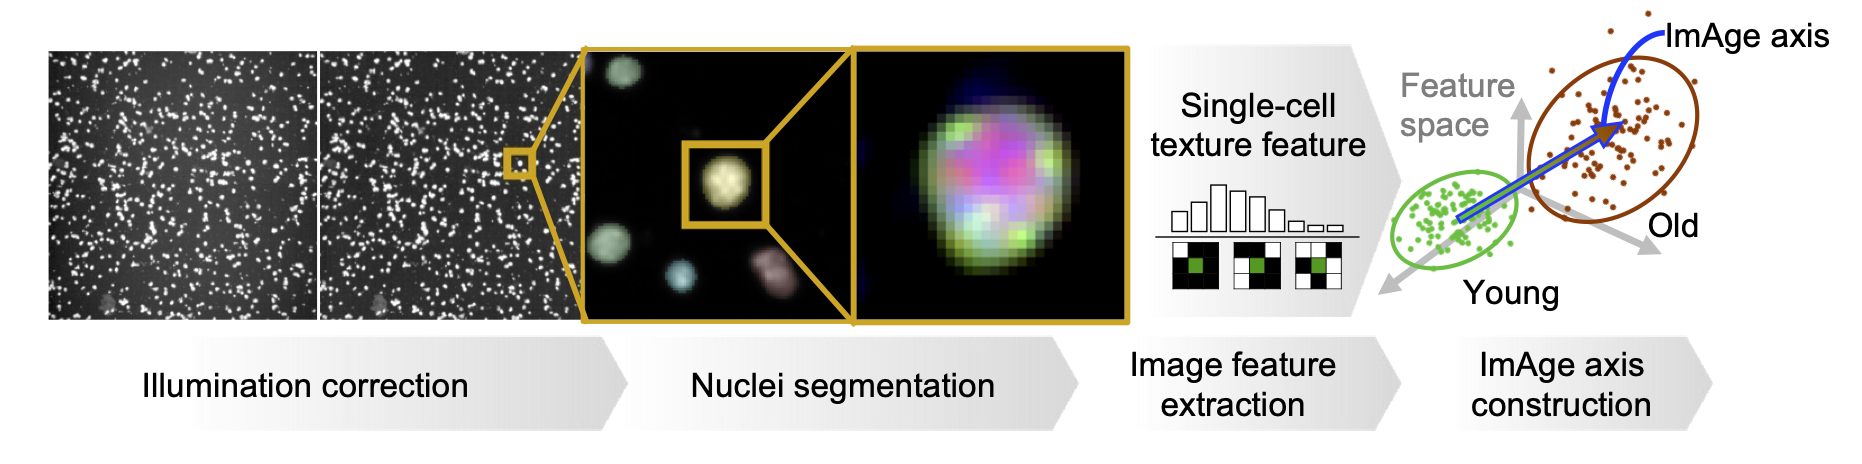 ImAge axis
Feature
space
Single-cell
texture feature
Old
Young
Illumination correction
Nuclei segmentation
Image feature
extraction
ImAge axis
construction